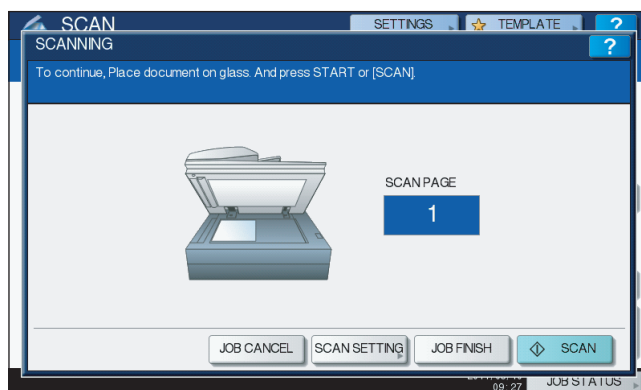 SCAN
SETTINGS
TEMPLATE
?
SCANNING
?
To continue, Place document on glass. And press START or [SCAN].
SCAN PAGE
1
JOB CANCEL
SCAN SETTING
JOB FINISH
SCAN
09:27
JOB STATUS